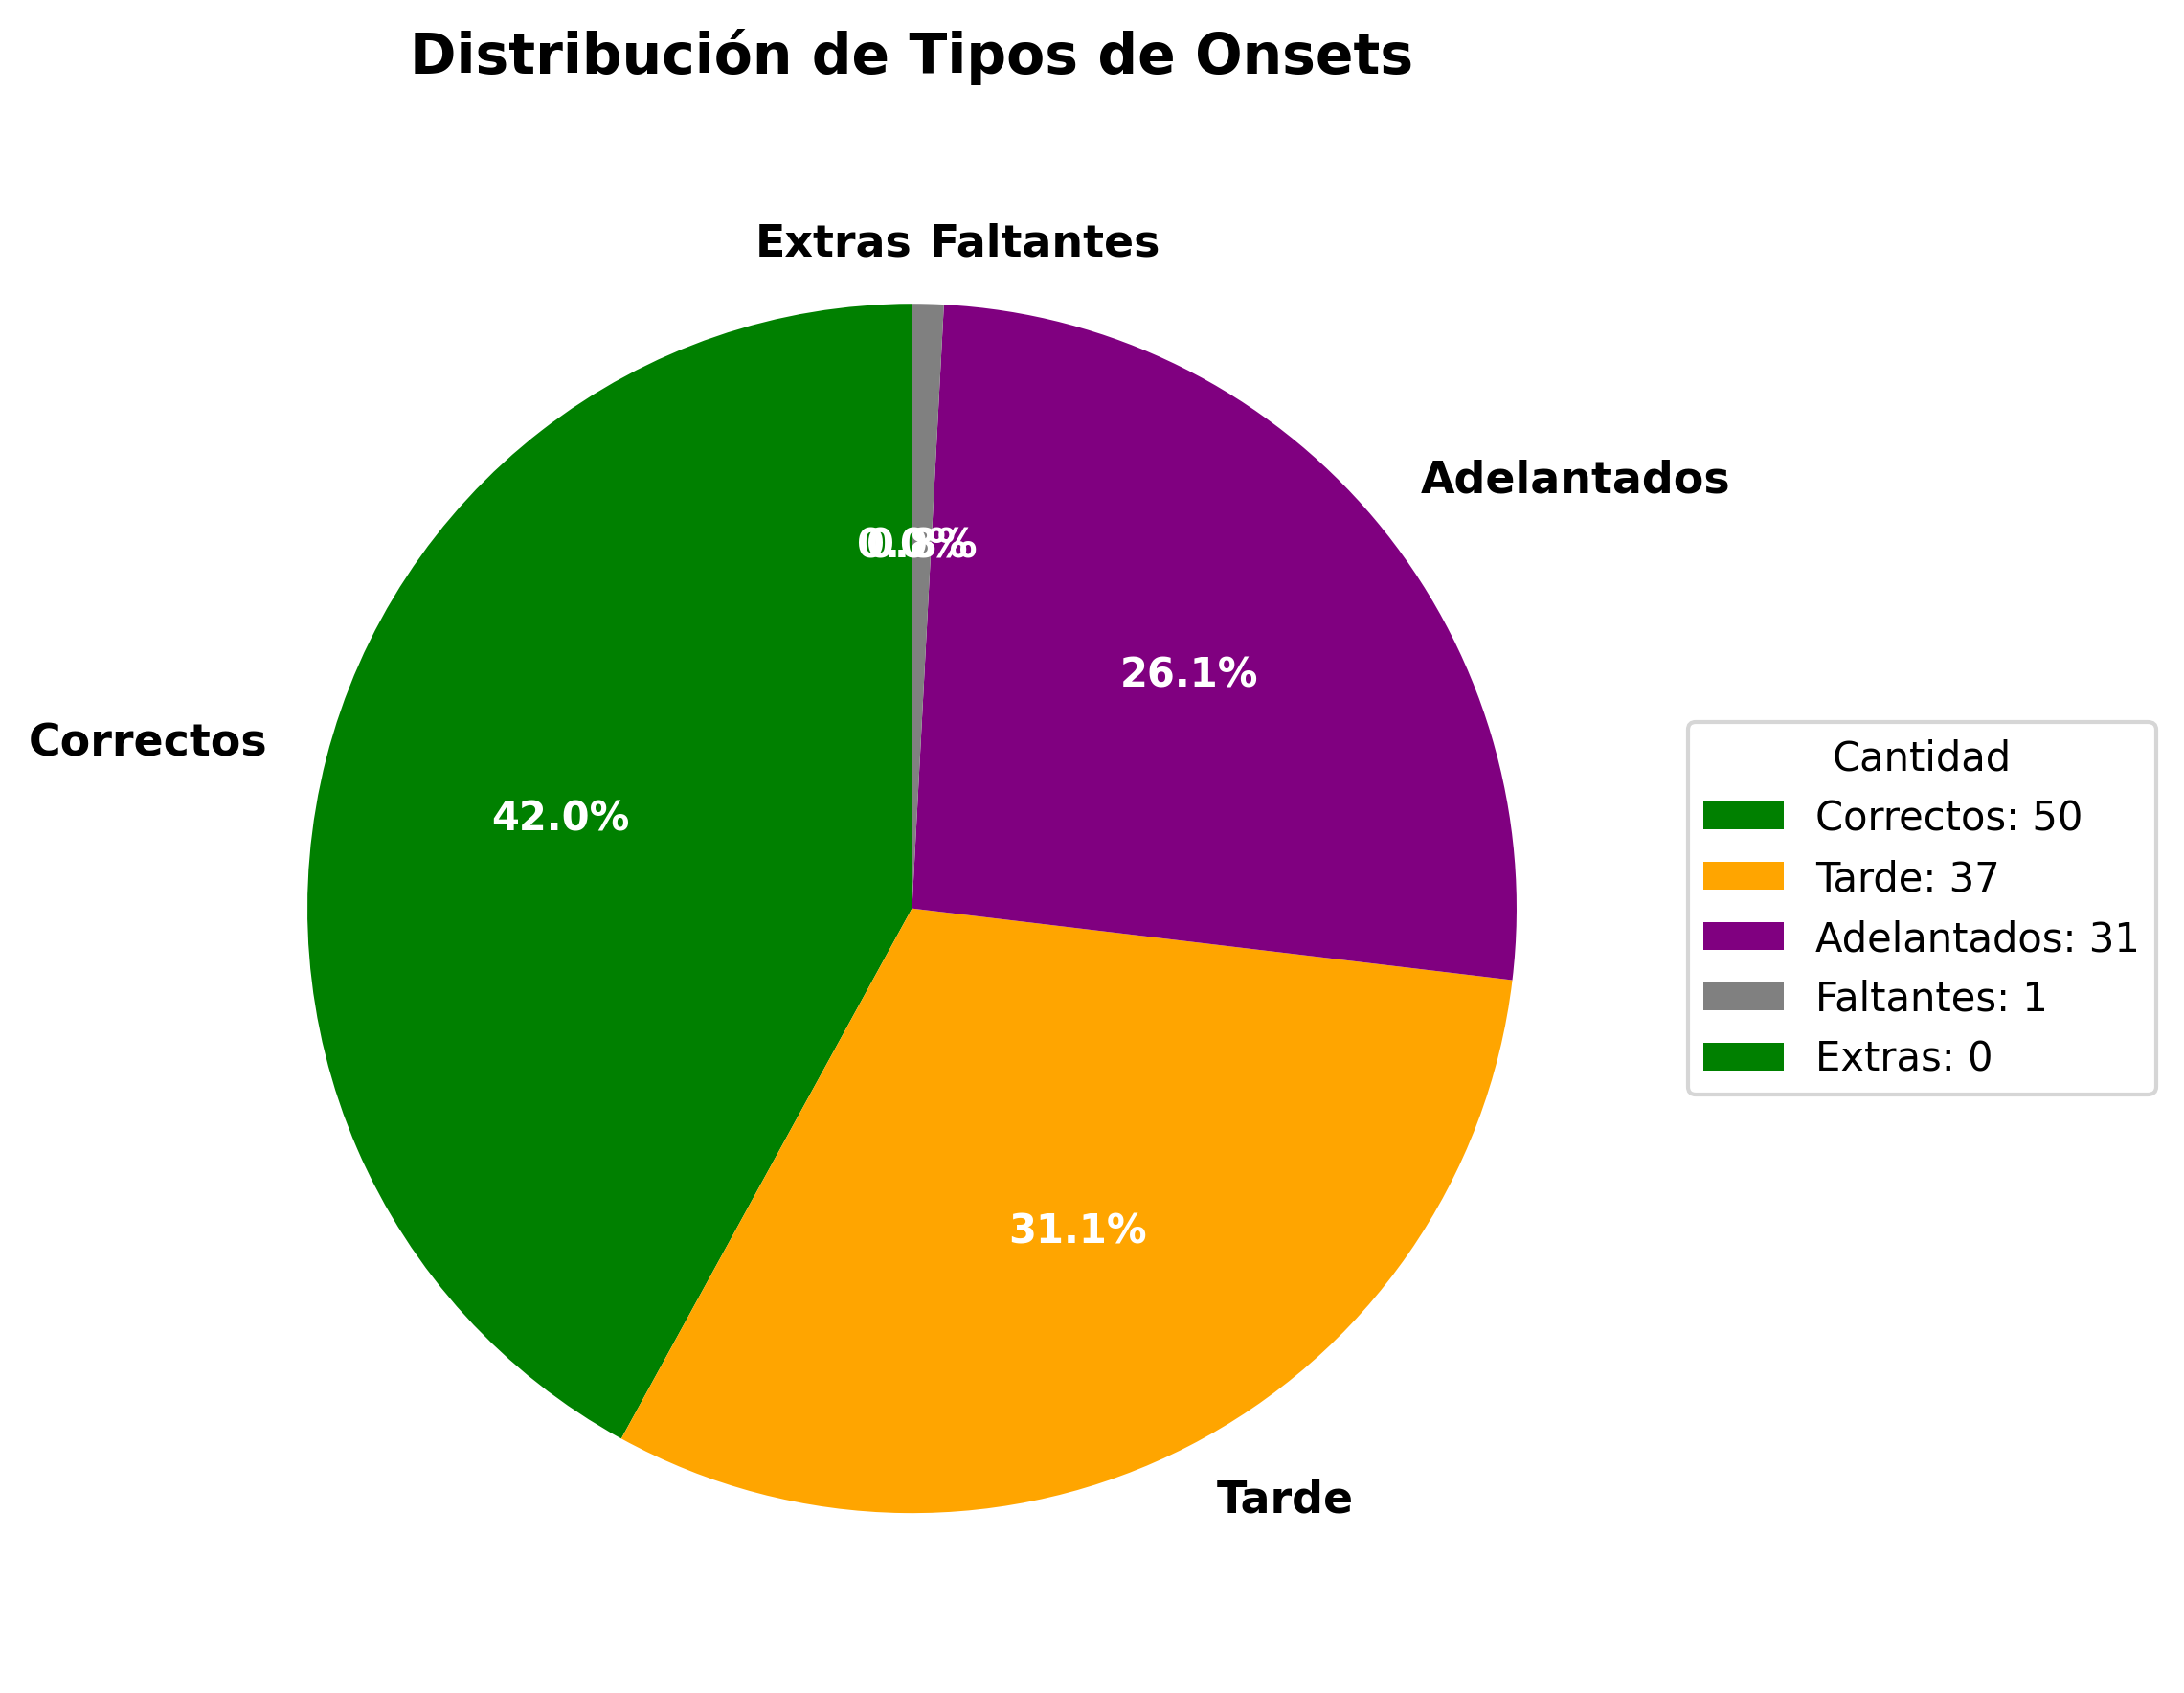 Distribución de Tipos de Onsets
Extras Faltantes
Adelantados
26.1%
Correctos
42.0%
Cantidad
Correctos: 50
Tarde: 37
Adelantados: 31
Faltantes: 1
Extras: 0
31.1%
Tarde